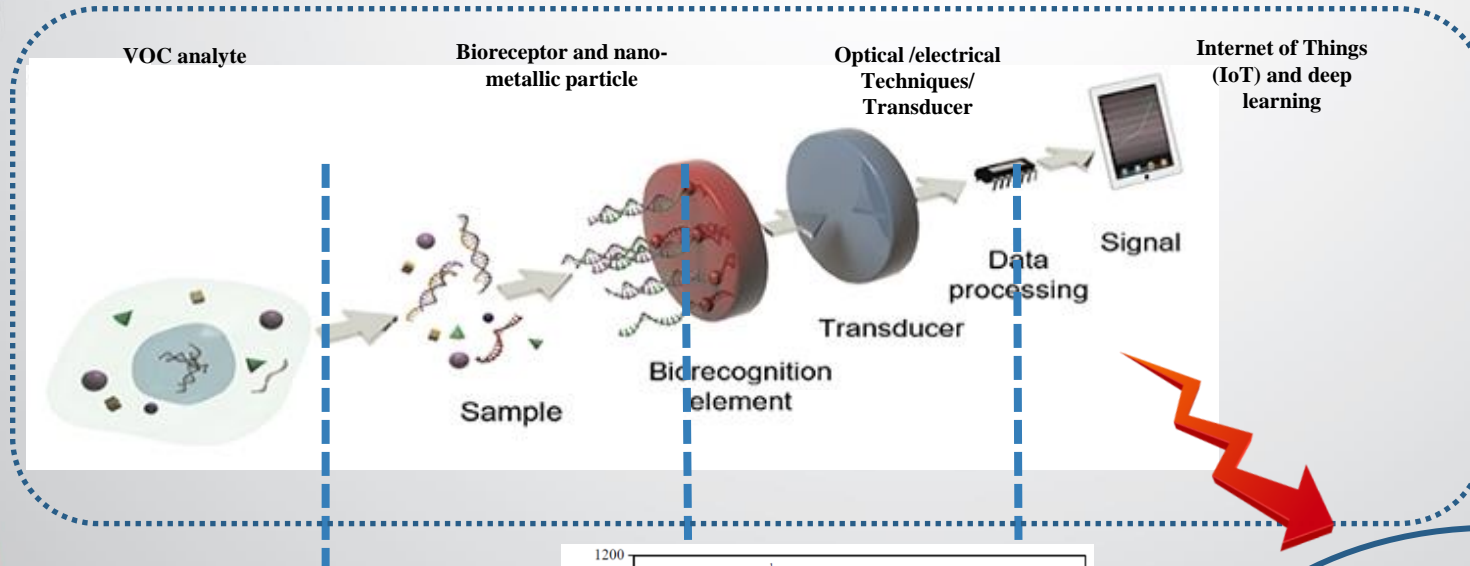 VOC analyte
Bioreceptor and nano-
metallic particle
Optical /electrical
Techniques/
Transducer
Internet of Things
(IoT) and deep
learning
Signal
Data
processing
Transducer
Biorecognition
element
Sample
1200